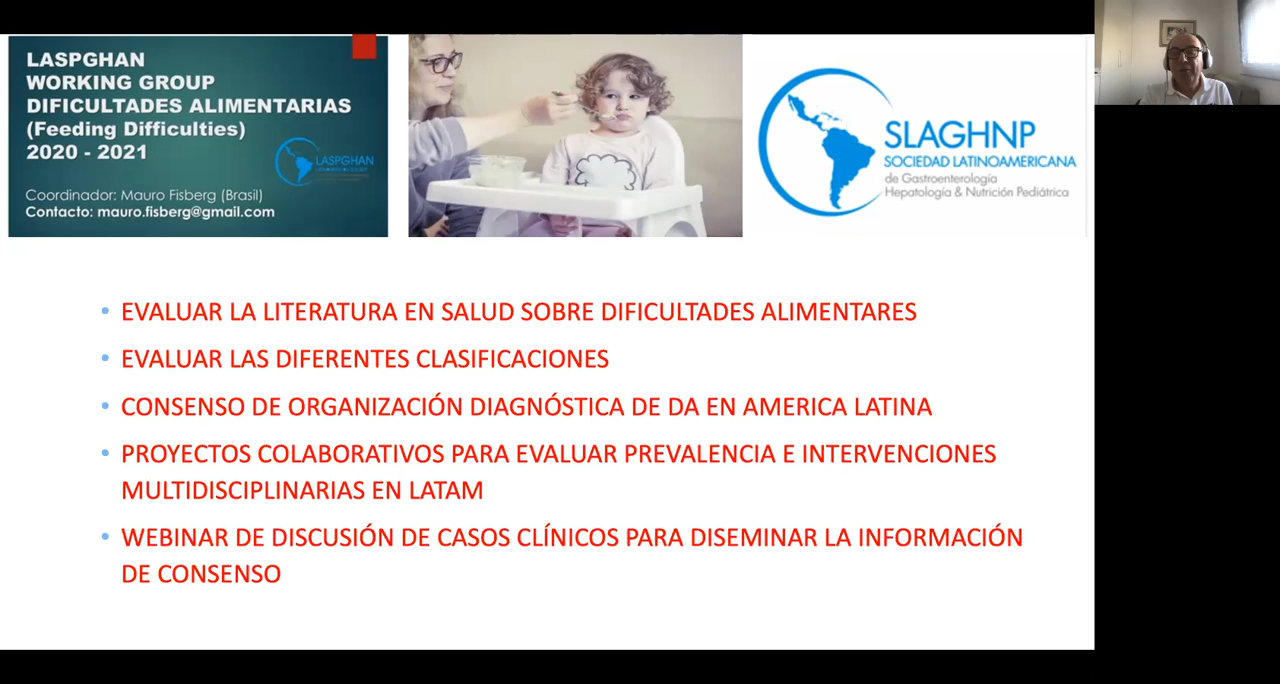 LASPGHAN
WORKING GROUP
DIFICULTADES ALIMENTARIAS
(Feeding Difficulties)
2020 - 2021
LASPGHAN
Coordinador: Mauro Fisberg (Brasil)
Contacto: mauro.fisberg@gmail.com
SLAGHNP
SOCIEDAD LATINOAMERICANA
de Gastroenterología
Hepatología & Nutrición Pediátrica
• EVALUAR LA LITERATURA EN SALUD SOBRE DIFICULTADES ALIMENTARES
• EVALUAR LAS DIFERENTES CLASIFICACIONES
• CONSENSO DE ORGANIZACIÓN DIAGNÓSTICA DE DA EN AMERICA LATINA
• PROYECTOS COLABORATIVOS PARA EVALUAR PREVALENCIA E INTERVENCIONES
MULTIDISCIPLINARIAS EN LATAM
• WEBINAR DE DISCUSIÓN DE CASOS CLÍNICOS PARA DISEMINAR LA INFORMACIÓN
DE CONSENSO